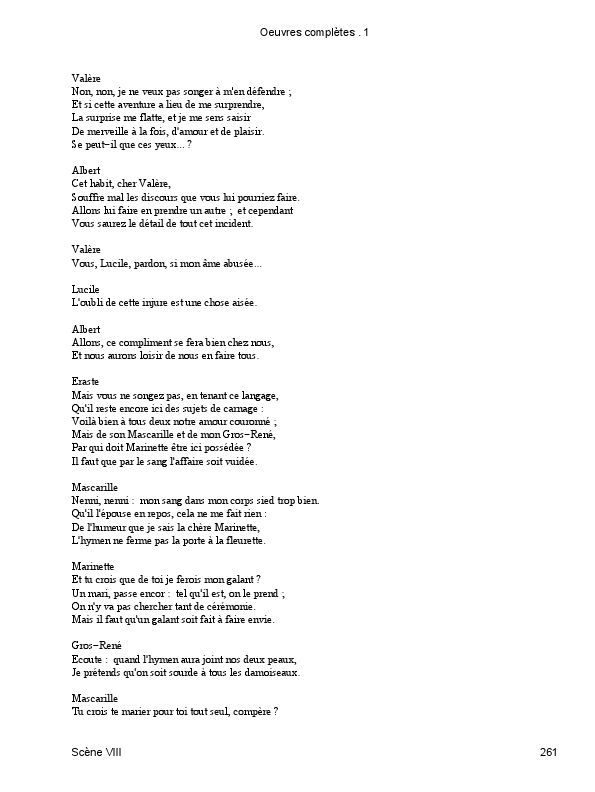 Oeuvres complètes . 1
Valère
Non, non, je ne veux pas songer à m'en défendre ;
Et si cette aventure a lieu de me surprendre,
La surprise me flatte, et je me sens saisir
De merveille à la fois, d'amour et de plaisir.
Se peut−il que ces yeux... ?
Albert
Cet habit, cher Valère,
Souffre mal les discours que vous lui pourriez faire.
Allons lui faire en prendre un autre ;  et cependant
Vous saurez le détail de tout cet incident.
Valère
Vous, Lucile, pardon, si mon âme abusée...
Lucile
L'oubli de cette injure est une chose aisée.
Albert
Allons, ce compliment se fera bien chez nous,
Et nous aurons loisir de nous en faire tous.
Eraste
Mais vous ne songez pas, en tenant ce langage,
Qu'il reste encore ici des sujets de carnage :
Voilà bien à tous deux notre amour couronné ;
Mais de son Mascarille et de mon Gros−René,
Par qui doit Marinette être ici possédée ?
Il faut que par le sang l'affaire soit vuidée.
Mascarille
Nenni, nenni :  mon sang dans mon corps sied trop bien.
Qu'il l'épouse en repos, cela ne me fait rien :
De l'humeur que je sais la chère Marinette,
L'hymen ne ferme pas la porte à la fleurette.
Marinette
Et tu crois que de toi je ferois mon galant ?
Un mari, passe encor :  tel qu'il est, on le prend ;
On n'y va pas chercher tant de cérémonie.
Mais il faut qu'un galant soit fait à faire envie.
Gros−René
Ecoute :  quand l'hymen aura joint nos deux peaux,
Je prétends qu'on soit sourde à tous les damoiseaux.
Mascarille
Tu crois te marier pour toi tout seul, compère ?
Scène VIII
261